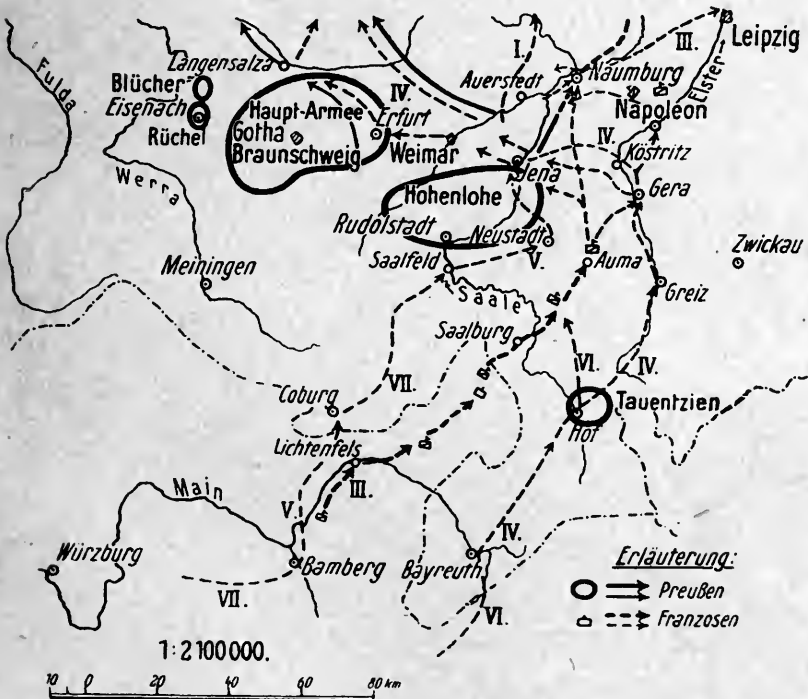 I.
III.
Leipzig
Langensalza
Naumburg
Auerstedt
Fulda
Blücher
Eisenach
Rüchel
Haupt-Armee
IV.
Erfurt
Gotha
Braunschweig
Weimar
Napoleon
Elster
IV.
Köstritz
Jena
Werra
Hohenlohe
Gera
Rudolstadt
Neustadt
Zwickau
Meiningen
Saalfeld
V.
Auma
Greiz
Saale
Saalburg
VII.
VI.
IV.
Coburg
Tauentzien
Hof
Lichtenfels
Main
V.
III.
IV.
Würzburg
Bamberg
Bayreuth
VII.
VI.
Erläuterung:
Preußen
Franzosen
1:2100000.
10 0 20 40 60 80 km